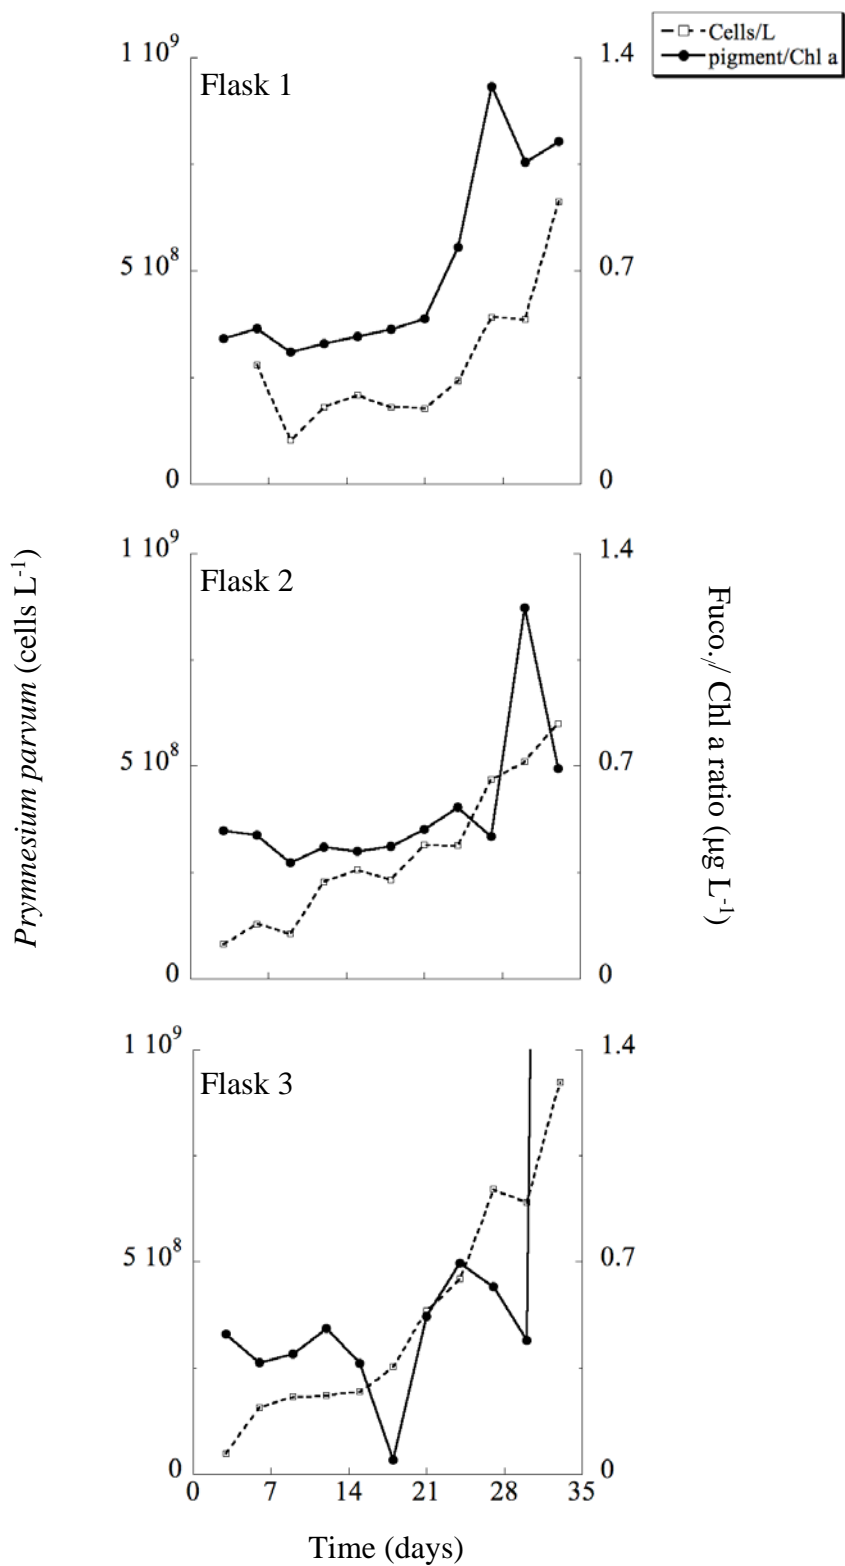 Cells/L
pigment/Chl a
1 10⁹
1.4
Flask 1
5 10⁸
0.7
0
0
1 10⁹
1.4
Flask 2
5 10⁸
0.7
0
0
Prymnesium parvum (cells L⁻¹)
Fuco./ Chl a ratio (µg L⁻¹)
1 10⁹
1.4
Flask 3
5 10⁸
0.7
0
0
0 7 14 21 28 35
Time (days)